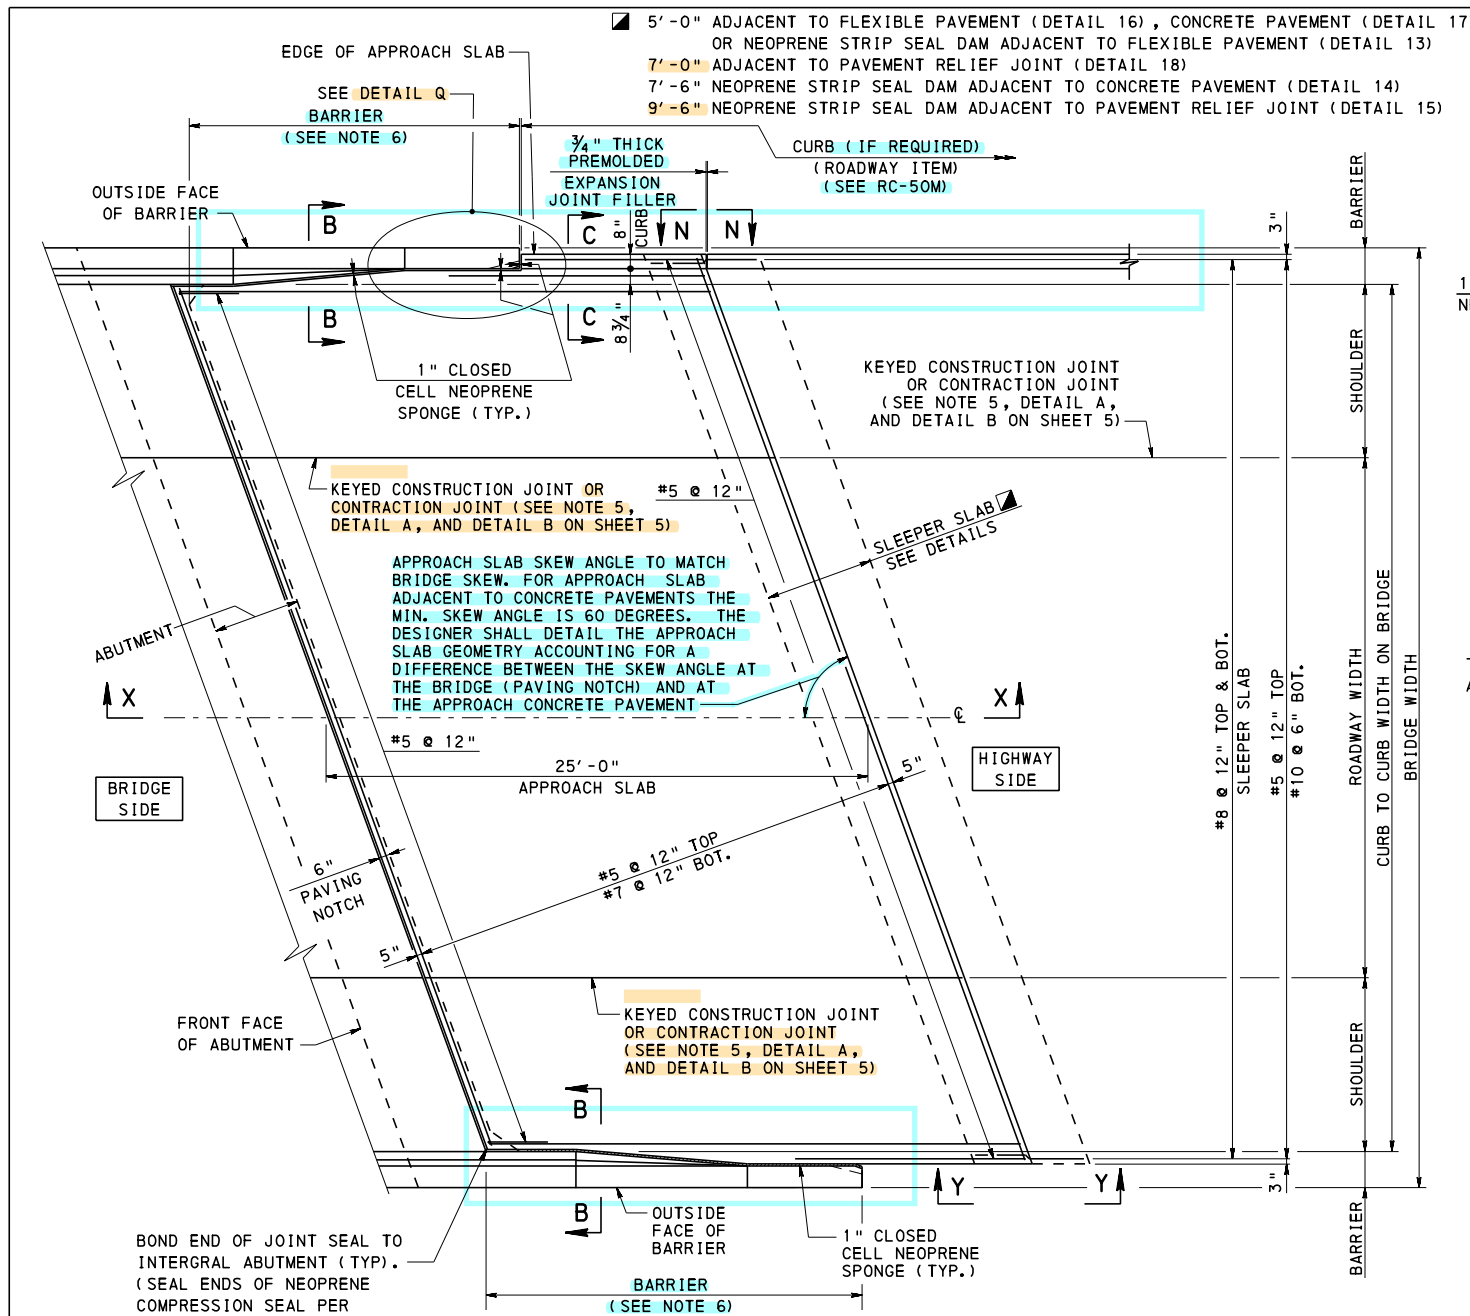 5'-0" ADJACENT TO FLEXIBLE PAVEMENT (DETAIL 16), CONCRETE PAVEMENT (DETAIL 17
OR NEOPRENE STRIP SEAL DAM ADJACENT TO FLEXIBLE PAVEMENT (DETAIL 13)
7'-0" ADJACENT TO PAVEMENT RELIEF JOINT (DETAIL 18)
7'-6" NEOPRENE STRIP SEAL DAM ADJACENT TO CONCRETE PAVEMENT (DETAIL 14)
9'-6" NEOPRENE STRIP SEAL DAM ADJACENT TO PAVEMENT RELIEF JOINT (DETAIL 15)
EDGE OF APPROACH SLAB
SEE DETAIL Q
BARRIER
(SEE NOTE 6)
3/4" THICK
PREMOLDED
EXPANSION
JOINT FILLER
CURB (IF REQUIRED)
(ROADWAY ITEM)
(SEE RC-50M)
OUTSIDE FACE
OF BARRIER
B
C
8"
CURB
N
N
3"
BARRIER
B
C
8 3/4"
1" CLOSED
CELL NEOPRENE
SPONGE (TYP.)
KEYED CONSTRUCTION JOINT
OR CONTRACTION JOINT
(SEE NOTE 5, DETAIL A,
AND DETAIL B ON SHEET 5)
SHOULDER
KEYED CONSTRUCTION JOINT OR
CONTRACTION JOINT (SEE NOTE 5,
DETAIL A, AND DETAIL B ON SHEET 5)
#5 @ 12"
SLEEPER SLAB
SEE DETAILS
APPROACH SLAB SKEW ANGLE TO MATCH
BRIDGE SKEW. FOR APPROACH SLAB
ADJACENT TO CONCRETE PAVEMENTS THE
MIN. SKEW ANGLE IS 60 DEGREES. THE
DESIGNER SHALL DETAIL THE APPROACH
SLAB GEOMETRY ACCOUNTING FOR A
DIFFERENCE BETWEEN THE SKEW ANGLE AT
THE BRIDGE (PAVING NOTCH) AND AT
THE APPROACH CONCRETE PAVEMENT
ABUTMENT
X
X
℄
#5 @ 12"
25'-0"
APPROACH SLAB
5"
BRIDGE
SIDE
HIGHWAY
SIDE
#8 @ 12" TOP & BOT.
SLEEPER SLAB
#5 @ 12" TOP
#10 @ 6" BOT.
ROADWAY WIDTH
CURB TO CURB WIDTH ON BRIDGE
BRIDGE WIDTH
6"
PAVING
NOTCH
#5 @ 12" TOP
#7 @ 12" BOT.
5"
FRONT FACE
OF ABUTMENT
KEYED CONSTRUCTION JOINT
OR CONTRACTION JOINT
(SEE NOTE 5, DETAIL A,
AND DETAIL B ON SHEET 5)
SHOULDER
B
B
Y
Y
3"
BARRIER
OUTSIDE
FACE OF
BARRIER
1" CLOSED
CELL NEOPRENE
SPONGE (TYP.)
BOND END OF JOINT SEAL TO
INTERGRAL ABUTMENT (TYP).
(SEAL ENDS OF NEOPRENE
COMPRESSION SEAL PER
BARRIER
(SEE NOTE 6)